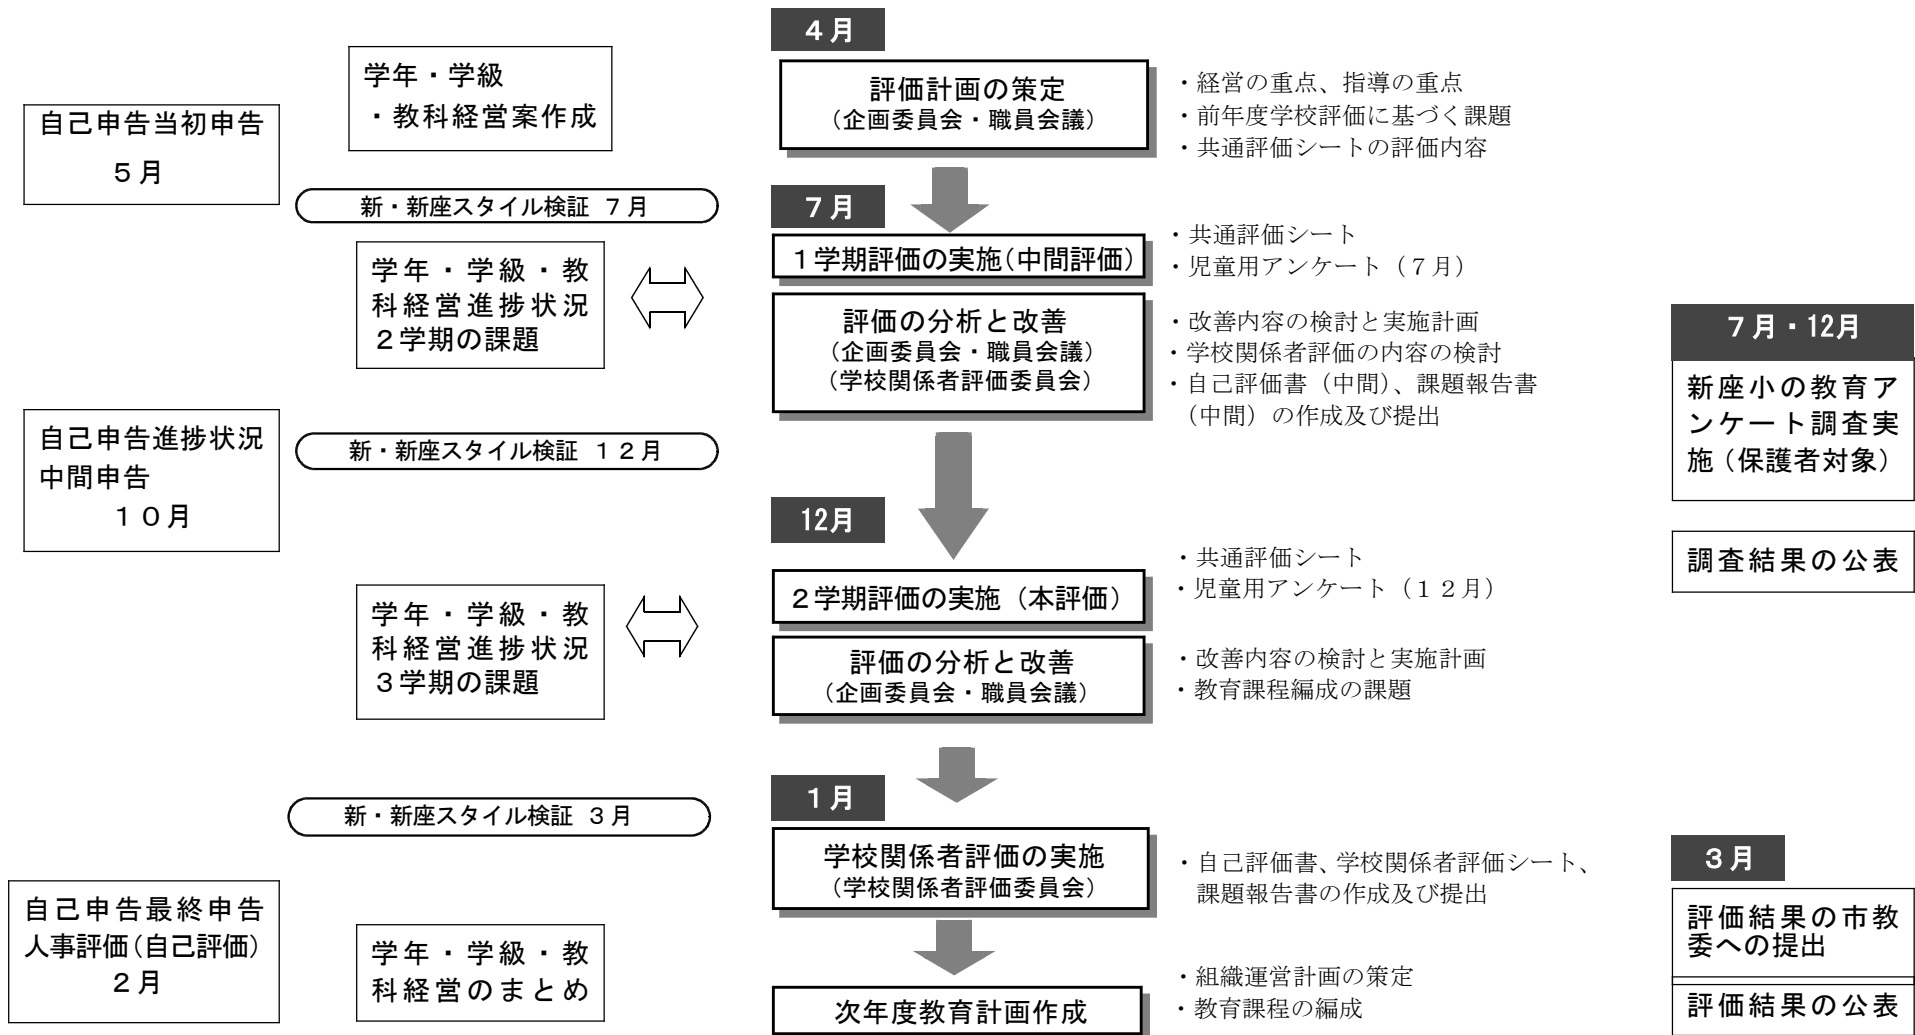 自己申告当初申告
５月
学年・学級
・教科経営案作成
新・新座スタイル検証 ７月
学年・学級・教
科経営進捗状況
２学期の課題
自己申告進捗状況
中間申告
１０月
新・新座スタイル検証 １２月
学年・学級・教
科経営進捗状況
３学期の課題
新・新座スタイル検証 ３月
自己申告最終申告
人事評価（自己評価）
２月
学年・学級・教
科経営のまとめ
４月
評価計画の策定
（企画委員会・職員会議）
・経営の重点、指導の重点
・前年度学校評価に基づく課題
・共通評価シートの評価内容
７月
１学期評価の実施（中間評価）
・共通評価シート
・児童用アンケート（７月）
評価の分析と改善
（企画委員会・職員会議）
（学校関係者評価委員会）
・改善内容の検討と実施計画
・学校関係者評価の内容の検討
・自己評価書（中間）、課題報告書
（中間）の作成及び提出
12月
２学期評価の実施（本評価）
・共通評価シート
・児童用アンケート（１２月）
評価の分析と改善
（企画委員会・職員会議）
・改善内容の検討と実施計画
・教育課程編成の課題
１月
学校関係者評価の実施
（学校関係者評価委員会）
・自己評価書、学校関係者評価シート、
課題報告書の作成及び提出
次年度教育計画作成
・組織運営計画の策定
・教育課程の編成
７月・12月
新座小の教育ア
ンケート調査実
施（保護者対象）
調査結果の公表
３月
評価結果の市教
委への提出
評価結果の公表